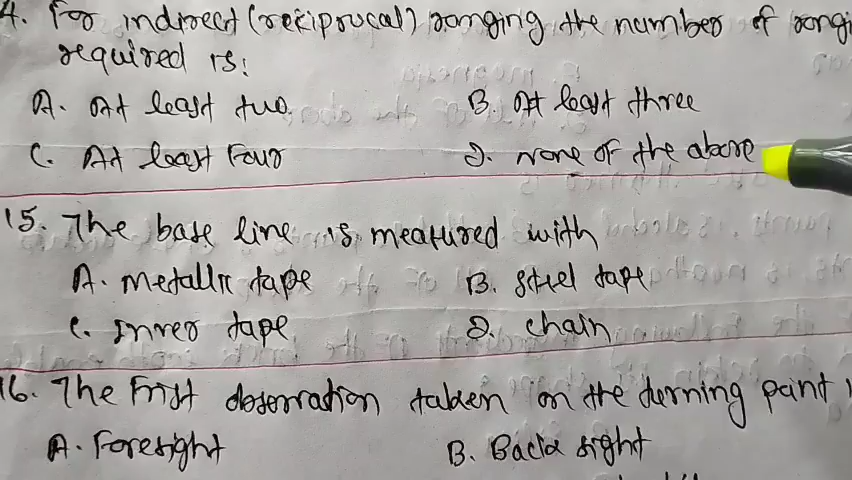 4. For indirect (reciprocal) ranging the number of rangi
required is:
A. At least two B. At least three
C. At least Four D. none of the above
15. The base line is measured with
A. metallic tape B. Steel tape
C. Inver tape D. chain
16. The First observation taken on the turning point
A. Foresight B. Back sight